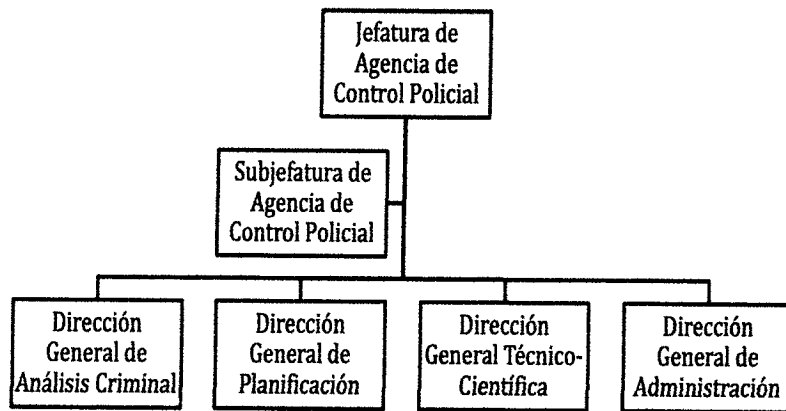 Jefatura de
Agencia de
Control Policial
Subjefatura de
Agencia de
Control Policial
Dirección
General de
Análisis Criminal
Dirección
General de
Planificación
Dirección
General Técnico-
Científica
Dirección
General de
Administración